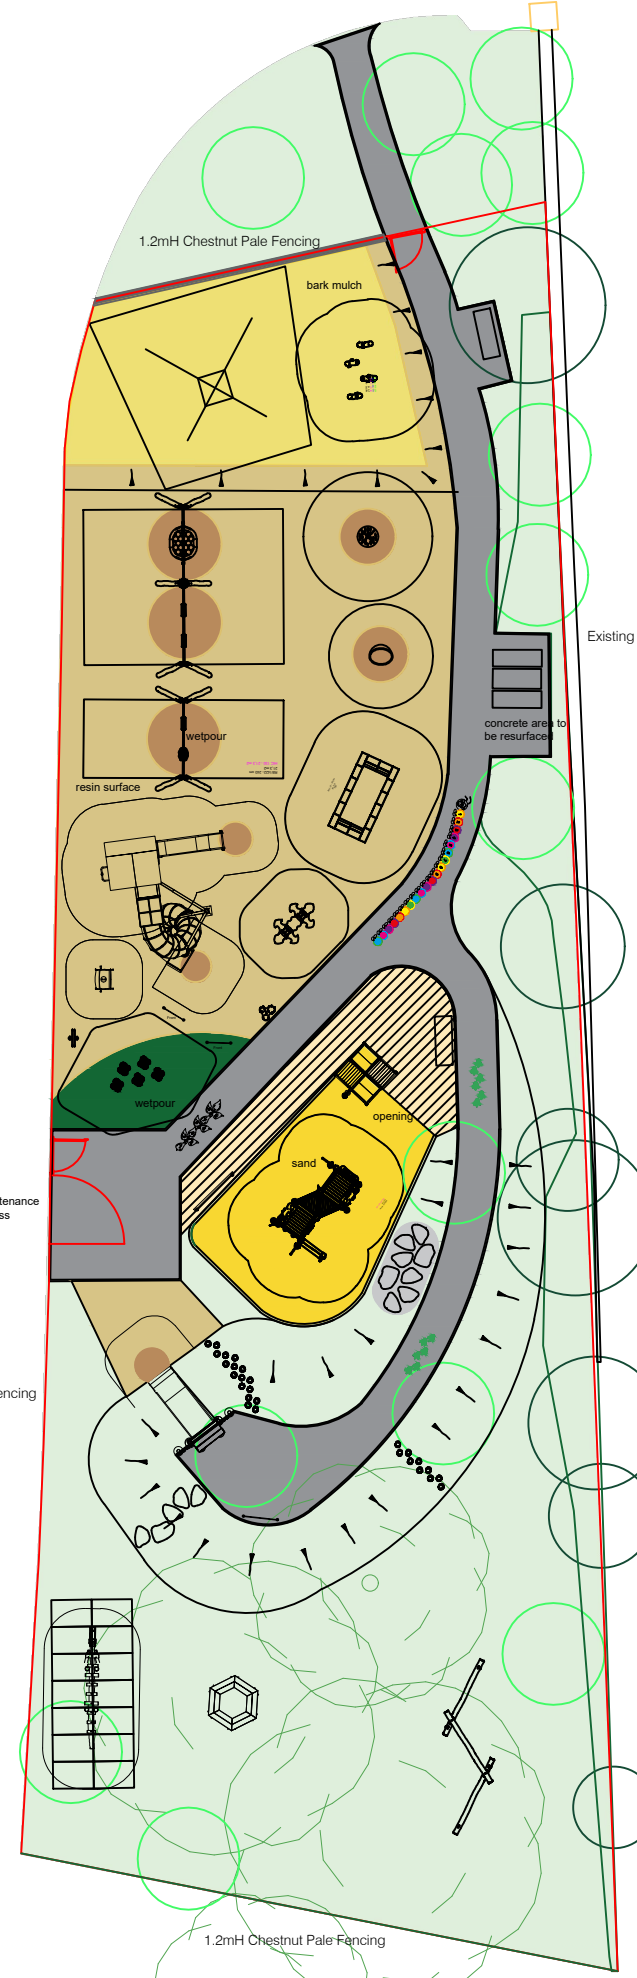 1.2mH Chestnut Pale Fencing
bark mulch
Existing
concrete area to
be resurfaced
wetpour
resin surface
wetpour
opening
sand
tenance
ss
encing
1.2mH Chestnut Pale Fencing